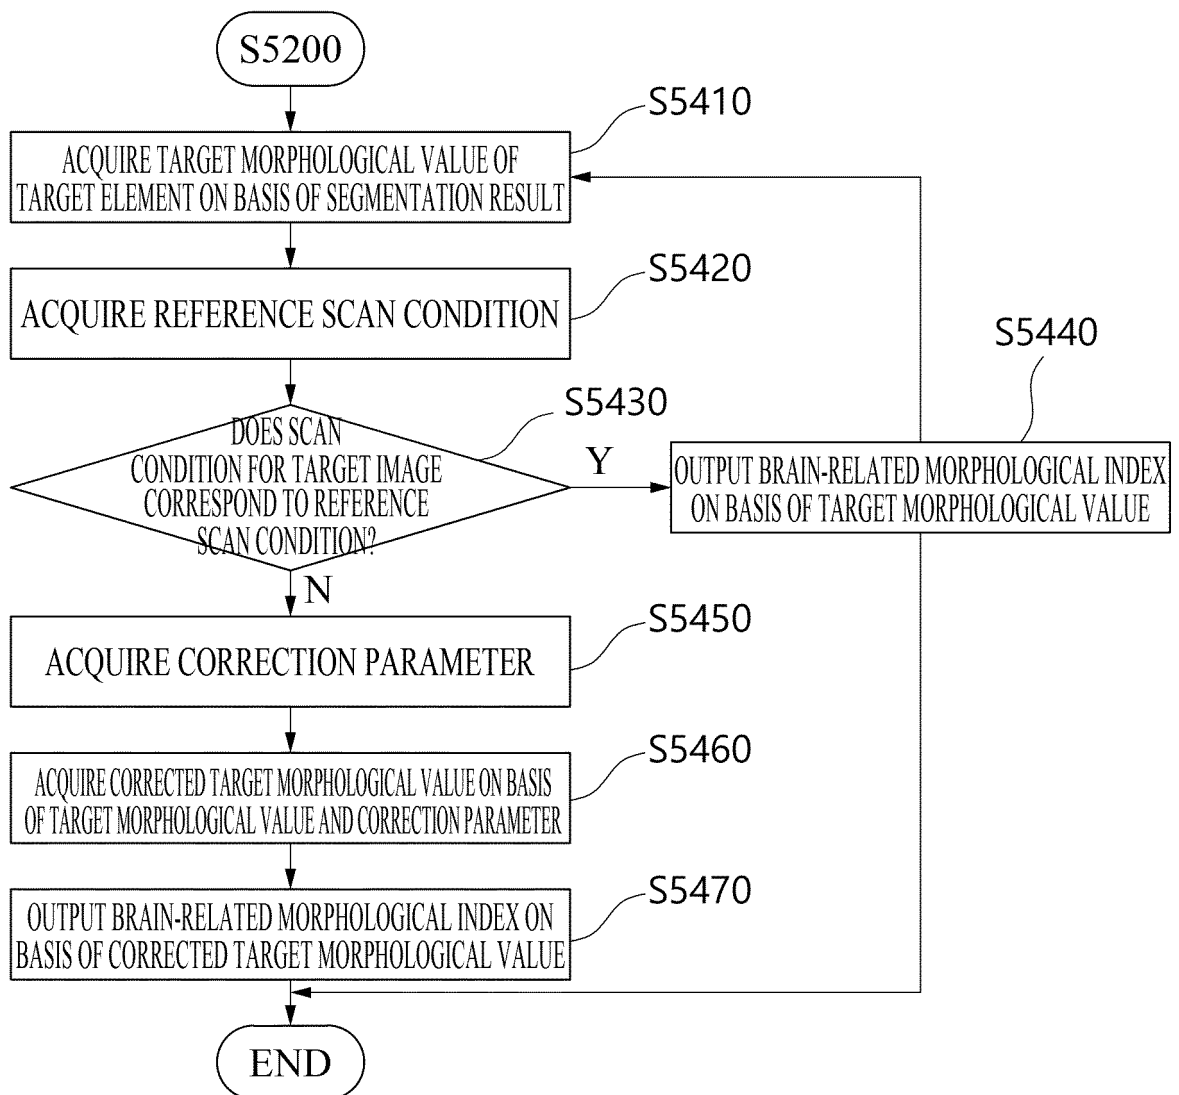 S5200
S5410
ACQUIRE TARGET MORPHOLOGICAL VALUE OF
TARGET ELEMENT ON BASIS OF SEGMENTATION RESULT
S5420
ACQUIRE REFERENCE SCAN CONDITION
S5430
DOES SCAN
CONDITION FOR TARGET IMAGE
CORRESPOND TO REFERENCE
SCAN CONDITION?
Y
N
S5440
OUTPUT BRAIN-RELATED MORPHOLOGICAL INDEX
ON BASIS OF TARGET MORPHOLOGICAL VALUE
S5450
ACQUIRE CORRECTION PARAMETER
S5460
ACQUIRE CORRECTED TARGET MORPHOLOGICAL VALUE ON BASIS
OF TARGET MORPHOLOGICAL VALUE AND CORRECTION PARAMETER
S5470
OUTPUT BRAIN-RELATED MORPHOLOGICAL INDEX ON
BASIS OF CORRECTED TARGET MORPHOLOGICAL VALUE
END